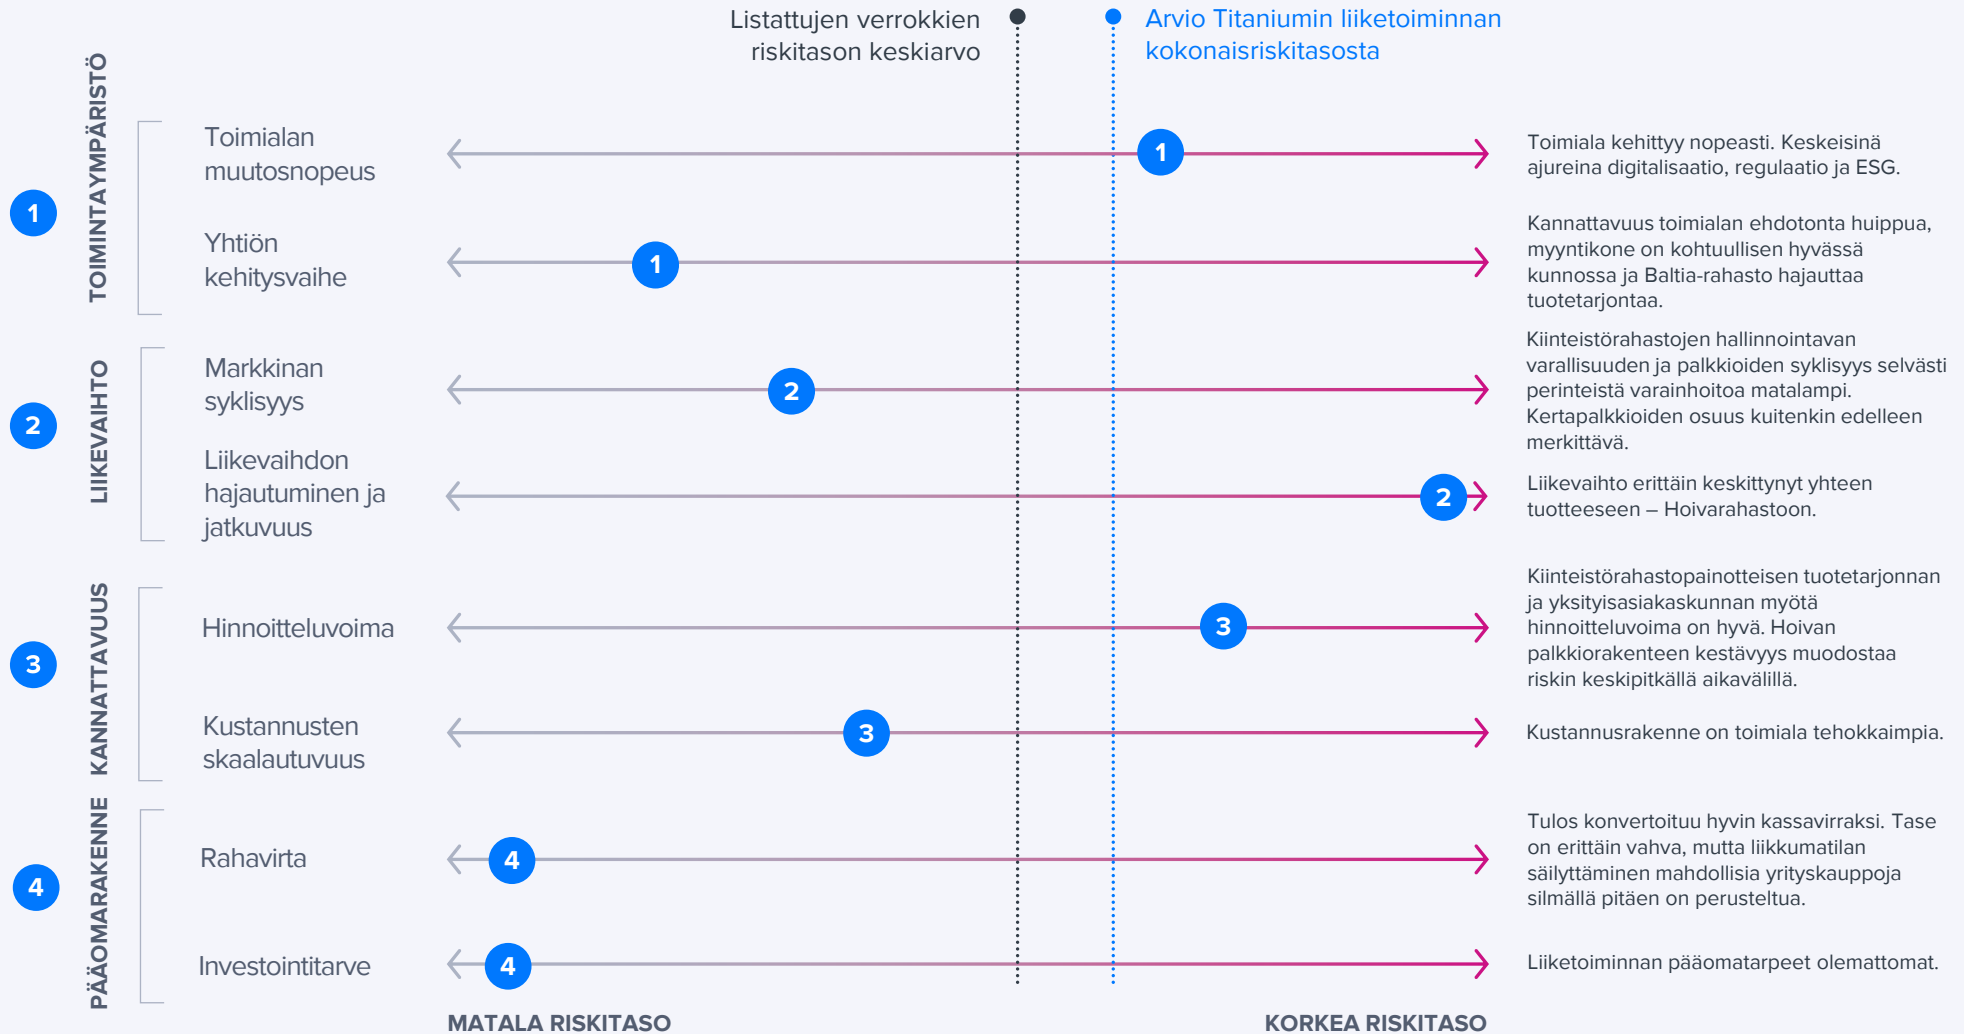 Listattujen verrokkien
riskitason keskiarvo
Arvio Titaniumin liiketoiminnan
kokonaisriskitasosta
1
TOIMINTAYMPÄRISTÖ
Toimialan
muutosnopeus
1
Toimiala kehittyy nopeasti. Keskeisinä
ajureina digitalisaatio, regulaatio ja ESG.
Yhtiön
kehitysvaihe
1
Kannattavuus toimialan ehdotonta huippua,
myyntikone on kohtuullisen hyvässä
kunnossa ja Baltia-rahasto hajauttaa
tuotetarjontaa.
2
LIIKEVAIHTO
Markkinan
syklisyys
2
Kiinteistörahastojen hallinnointavan
varallisuuden ja palkkioiden syklisyys selvästi
perinteistä varainhoitoa matalampi.
Kertapalkkioiden osuus kuitenkin edelleen
merkittävä.
Liikevaihdon
hajautuminen ja
jatkuvuus
2
Liikevaihto erittäin keskittynyt yhteen
tuotteeseen – Hoivarahastoon.
3
KANNATTAVUUS
Hinnoitteluvoima
3
Kiinteistörahastopainotteisen tuotetarjonnan
ja yksityisasiakaskunnan myötä
hinnoitteluvoima on hyvä. Hoivan
palkkiorakenteen kestävyys muodostaa
riskin keskipitkällä aikavälillä.
Kustannusten
skaalautuvuus
3
Kustannusrakenne on toimiala tehokkaimpia.
4
PÄÄOMARAKENNE
Rahavirta
4
Tulos konvertoituu hyvin kassavirraksi. Tase
on erittäin vahva, mutta liikkumatilan
säilyttäminen mahdollisia yrityskauppoja
silmällä pitäen on perusteltua.
Investointitarve
4
Liiketoiminnan pääomatarpeet olemattomat.
MATALA RISKITASO
KORKEA RISKITASO